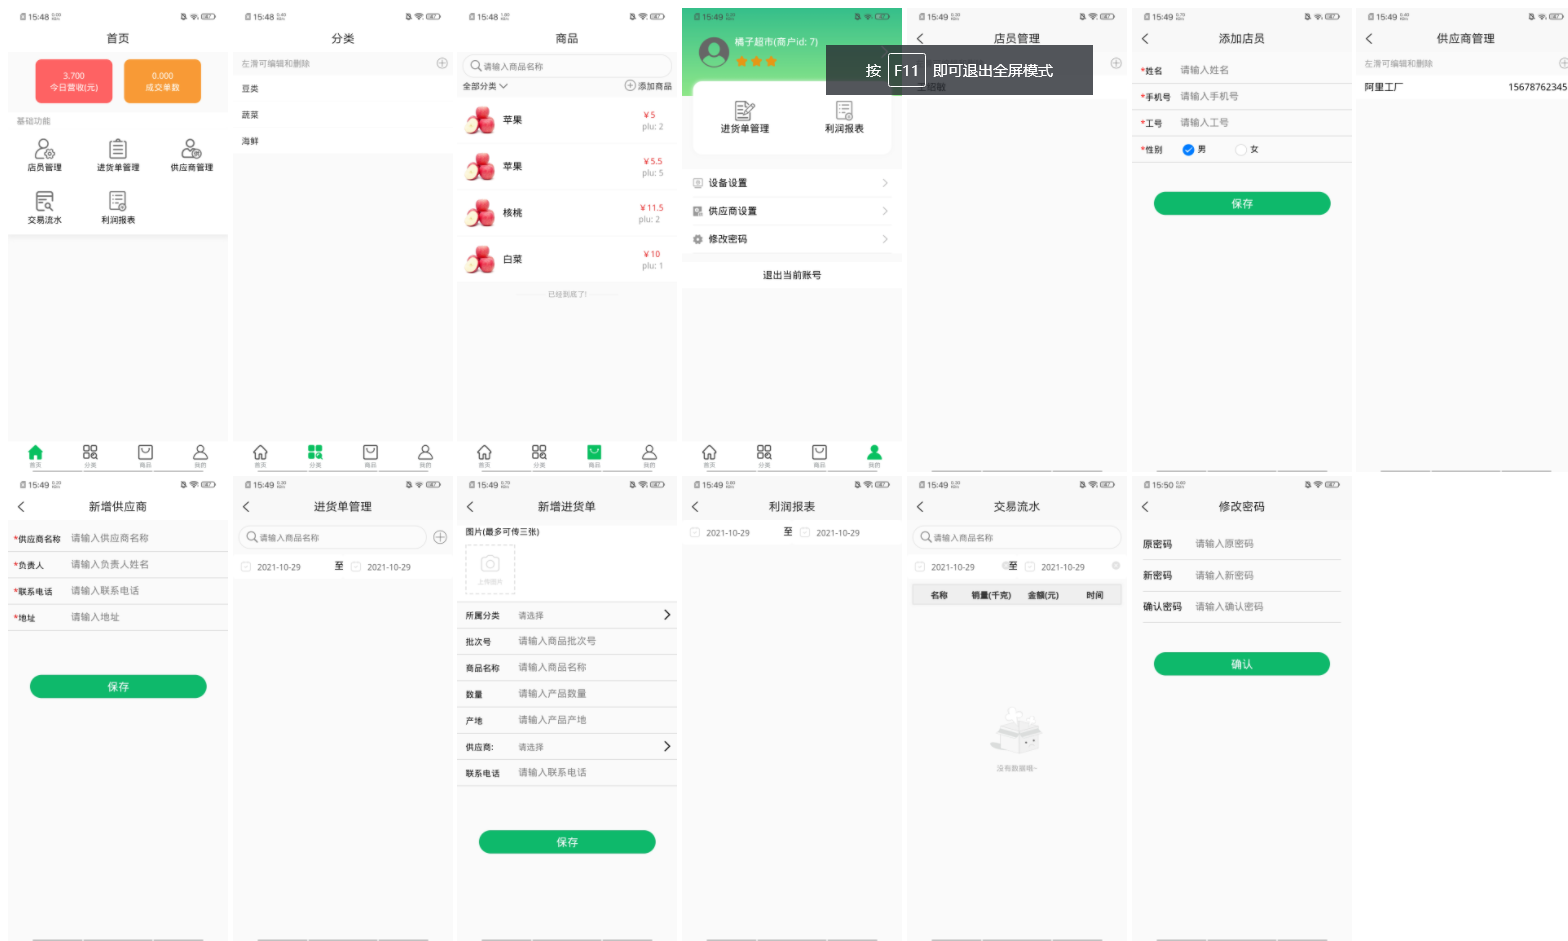 15:48
首页
3.700
今日营收(元)
0.000
成交单数
基础功能
店员管理
进货单管理
供应商管理
交易流水
利润报表
首页
分类
商品
我的
15:48
分类
左滑可编辑和删除
豆类
蔬菜
海鲜
首页
分类
商品
我的
15:48
商品
请输入商品名称
全部分类
添加商品
苹果
¥5
plu: 2
苹果
¥5.5
plu: 5
核桃
¥11.5
plu: 2
白菜
¥10
plu: 1
已经到底了!
首页
分类
商品
我的
15:49
橘子超市(商户id: 7)
进货单管理
利润报表
设备设置
供应商设置
修改密码
退出当前账号
首页
分类
商品
我的
15:49
店员管理
按 F11 即可退出全屏模式
15:49
添加店员
*姓名 请输入姓名
*手机号 请输入手机号
*工号 请输入工号
*性别 男 女
保存
15:49
供应商管理
左滑可编辑和删除
阿里工厂 15678762345
15:49
新增供应商
*供应商名称 请输入供应商名称
*负责人 请输入负责人姓名
*联系电话 请输入联系电话
*地址 请输入地址
保存
15:49
进货单管理
请输入商品名称
2021-10-29 至 2021-10-29
15:49
新增进货单
图片(最多可传三张)
所属分类 请选择
批次号 请输入商品批次号
商品名称 请输入商品名称
数量 请输入产品数量
产地 请输入产品产地
供应商: 请选择
联系电话 请输入联系电话
保存
15:49
利润报表
2021-10-29 至 2021-10-29
15:49
交易流水
请输入商品名称
2021-10-29 至 2021-10-29
名称 销量(千克) 金额(元) 时间
没有数据哦~
15:50
修改密码
原密码 请输入原密码
新密码 请输入新密码
确认密码 请输入确认密码
确认